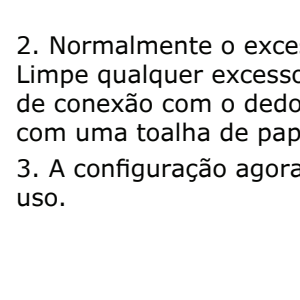 2. Normalmente o exce
Limpe qualquer excesso
de conexão com o dedo
com uma toalha de pap
3. A configuração agora
uso.